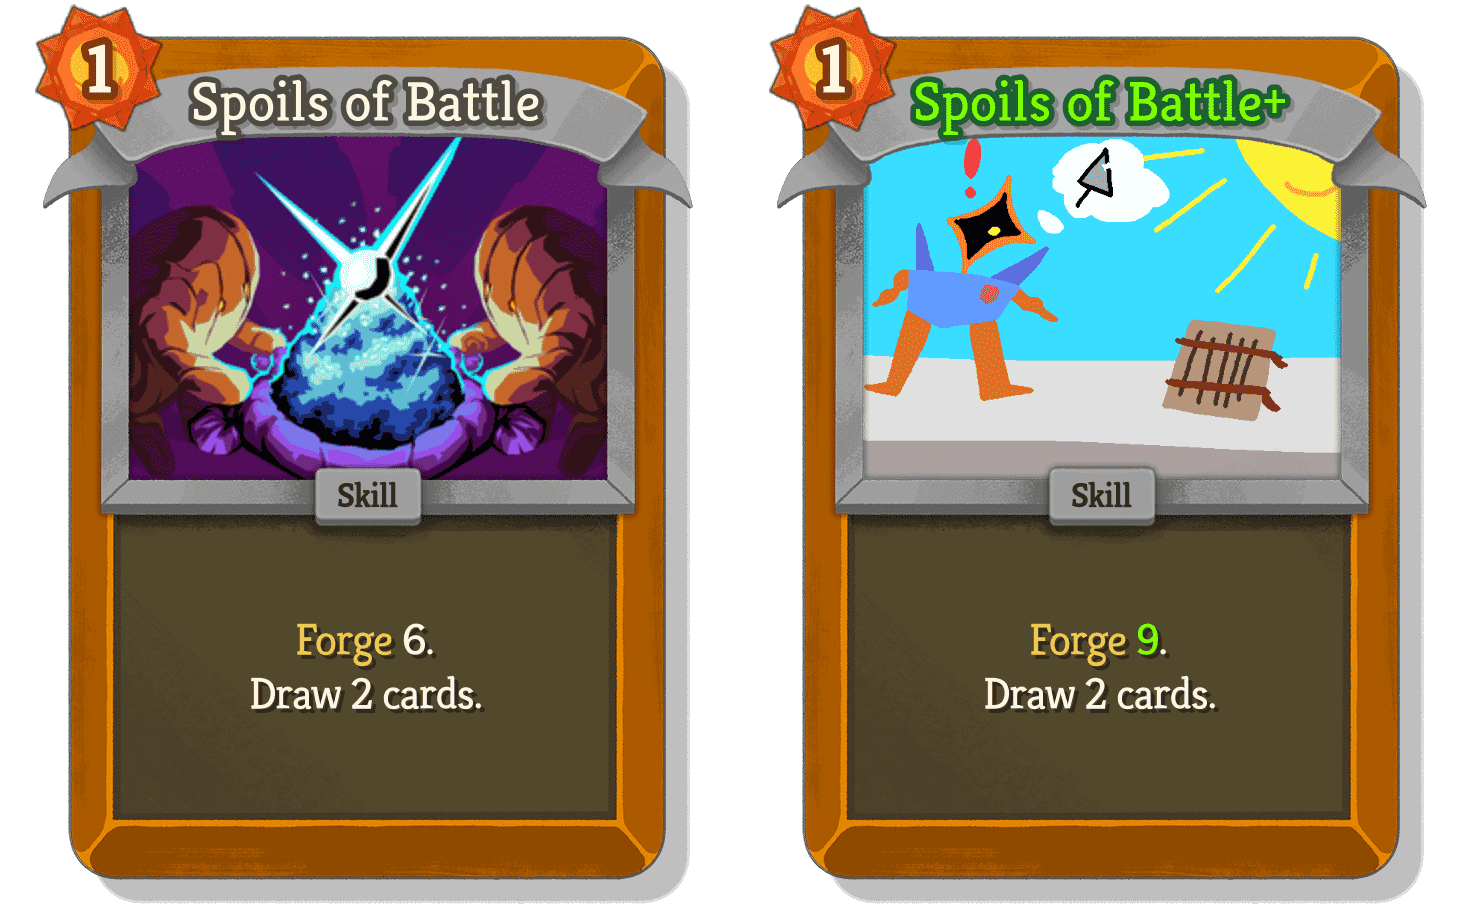 1
Spoils of Battle
Skill
Forge 6.
Draw 2 cards.
1
Spoils of Battle+
!
Skill
Forge 9.
Draw 2 cards.